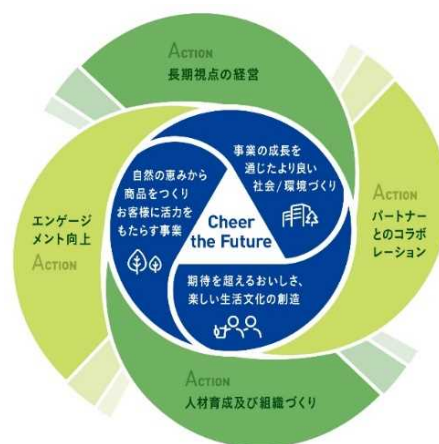 ACTION
長期視点の経営
事業の成長を
通じたより良い
社会/環境づくり
自然の恵みから
商品をつくり
お客様に活力を
もたらす事業
エンゲージ
メント向上
ACTION
Cheer
the Future
ACTION
パートナー
とのコラボ
レーション
期待を超えるおいしさ、
楽しい生活文化の創造
ACTION
人材育成及び組織づくり